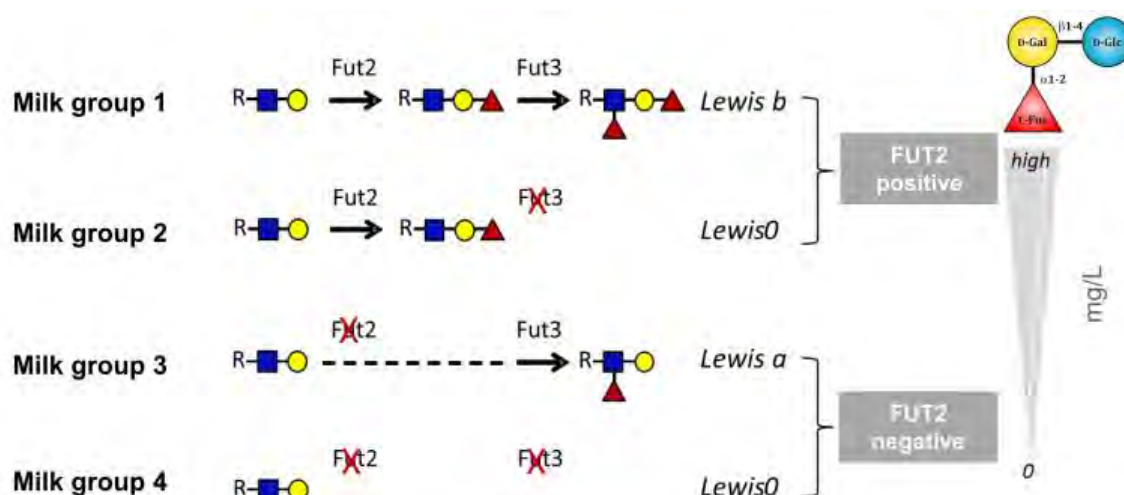 β1-4
D-Gal D-Glc
α1-2
L-Fuc
Fut2 Fut3
Milk group 1 R R R Lewis b
FUT2
positive
high
Fut2 Fut3
Milk group 2 R R Lewis0
mg/L
Fut2 Fut3
Milk group 3 R R Lewis a
FUT2
negative
Fut2 Fut3
0
Milk group 4 R Lewis0